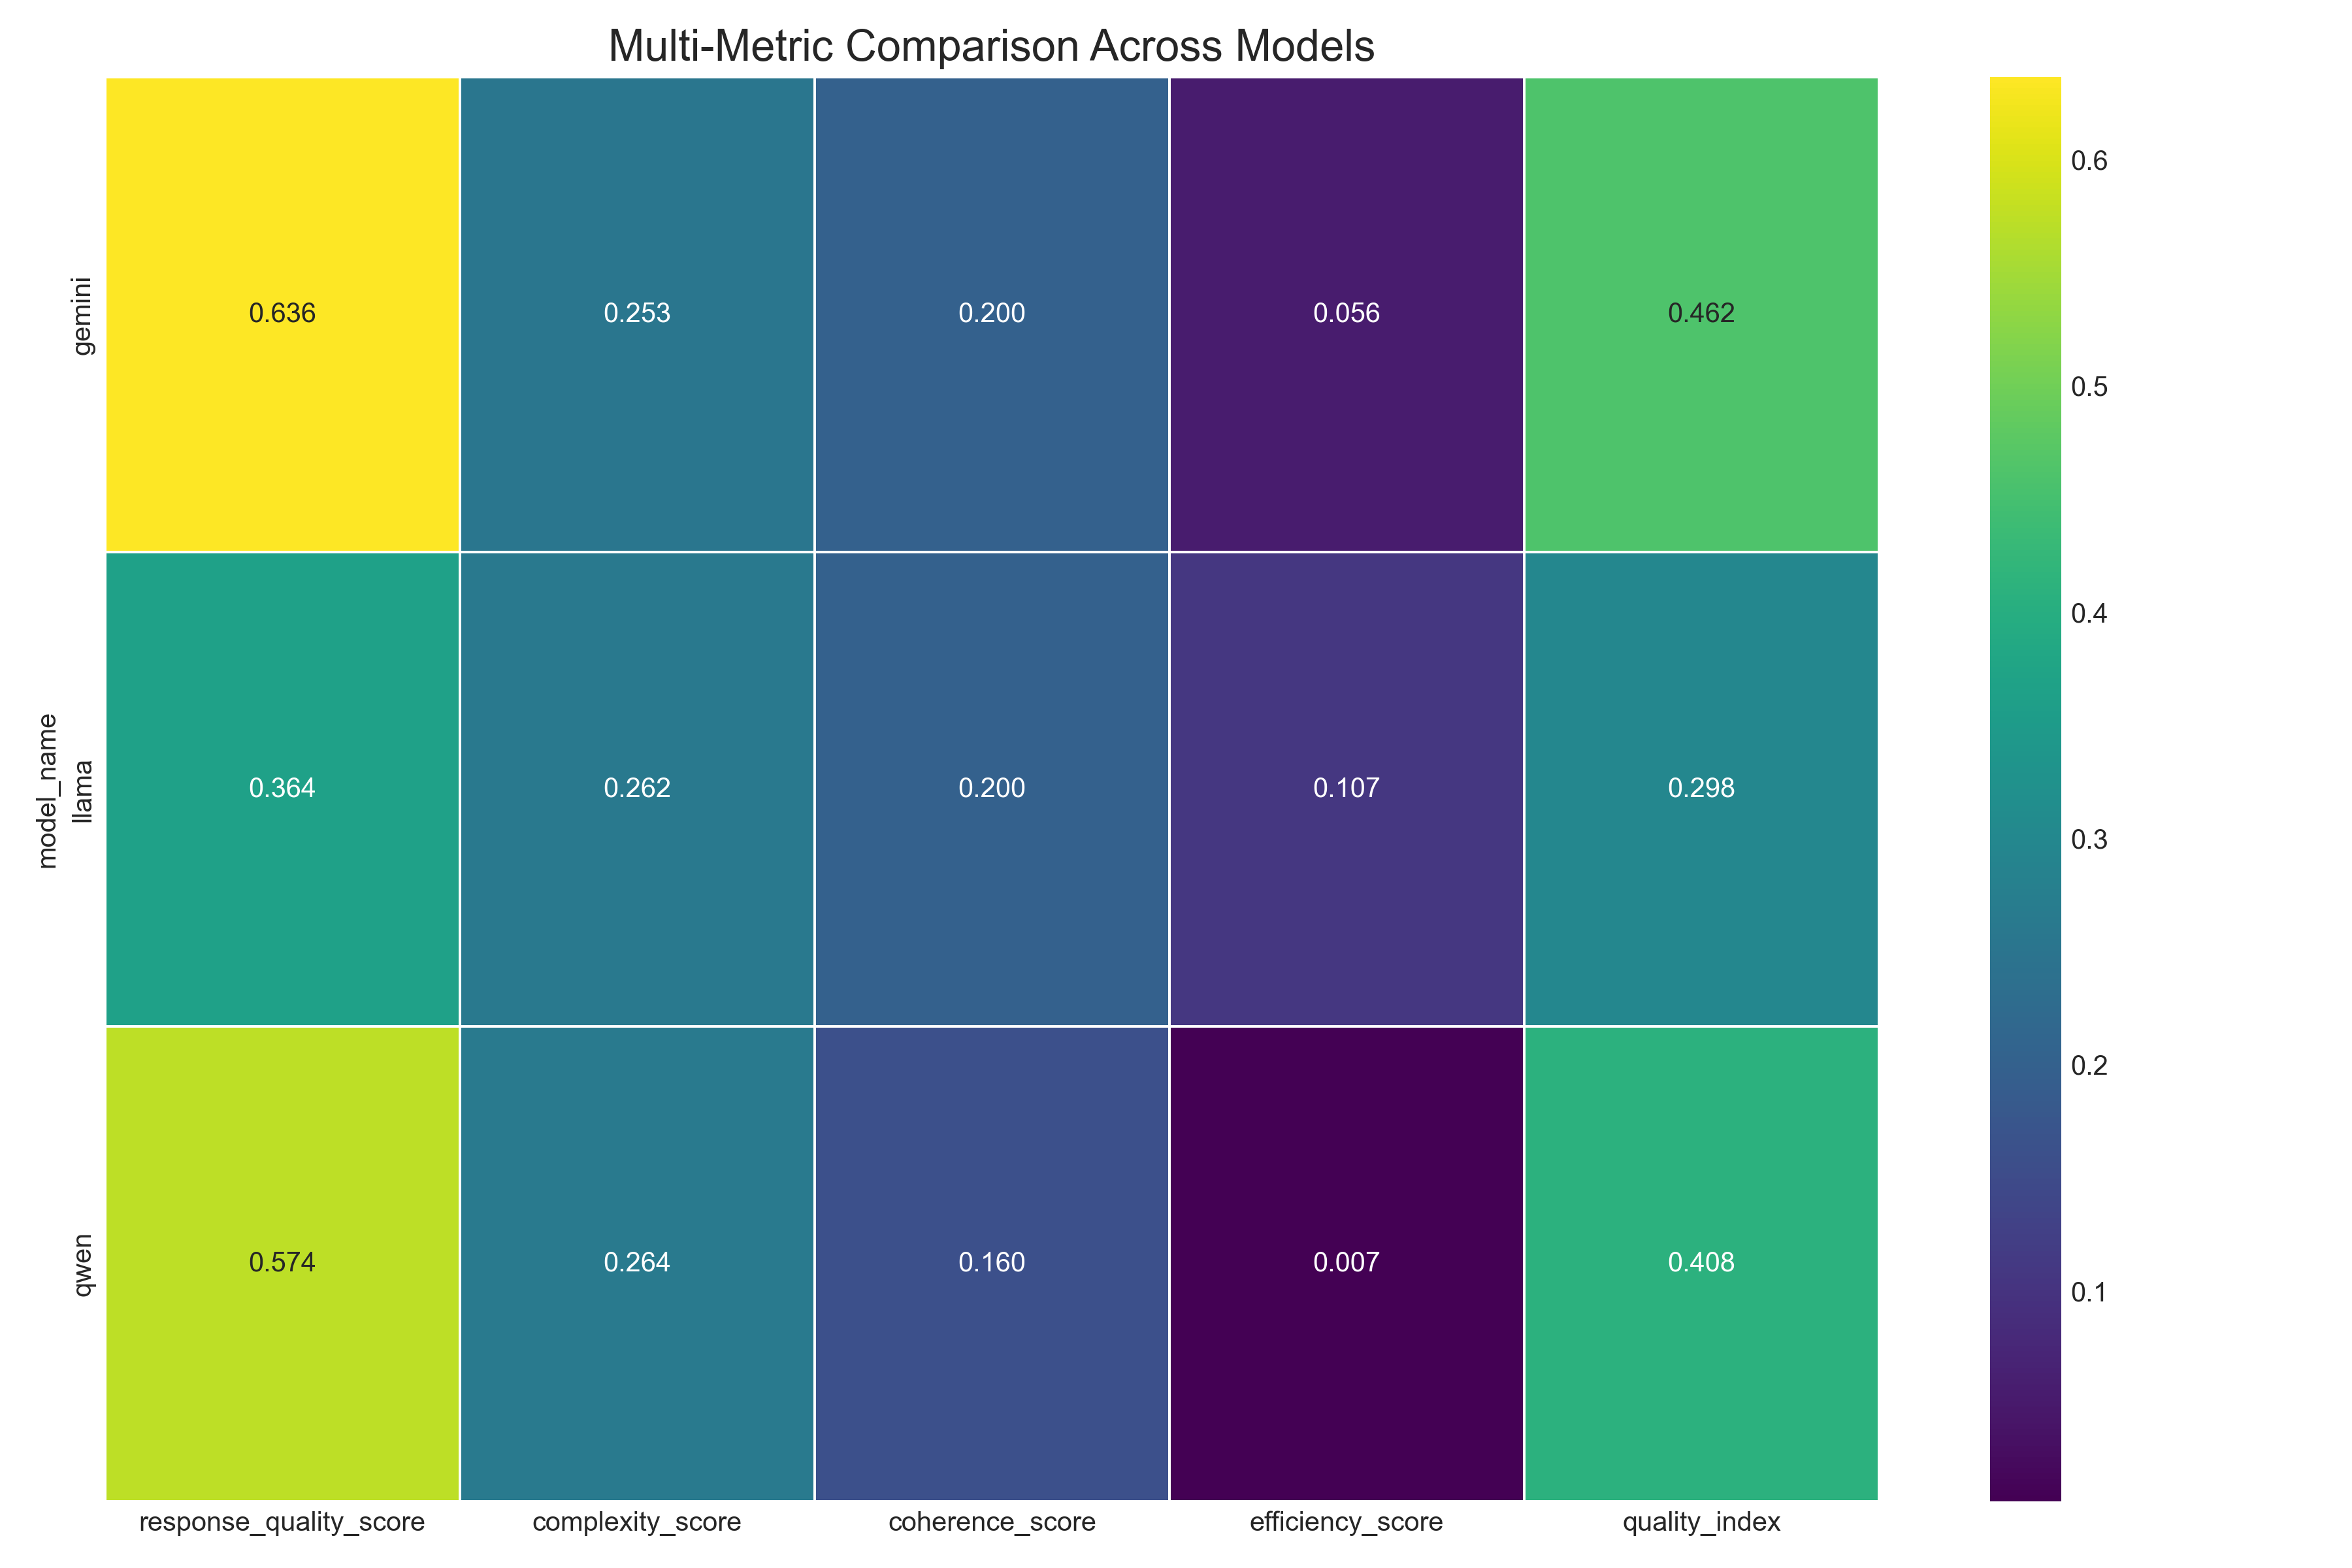 Multi-Metric Comparison Across Models
model_name
gemini
0.636 0.253 0.200 0.056 0.462
llama
0.364 0.262 0.200 0.107 0.298
qwen
0.574 0.264 0.160 0.007 0.408
response_quality_score complexity_score coherence_score efficiency_score quality_index
0.6
0.5
0.4
0.3
0.2
0.1